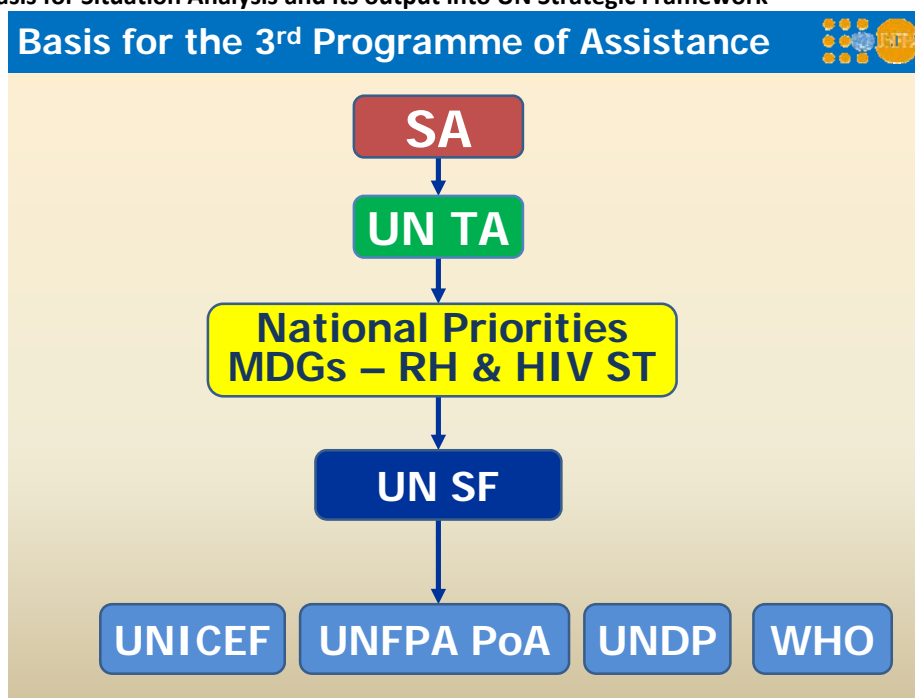 asis for Situation Analysis and its output into UN Strategic Framework
Basis for the 3rd Programme of Assistance
SA
UN TA
National Priorities
MDGs – RH & HIV ST
UN SF
UNICEF UNFPA PoA UNDP WHO